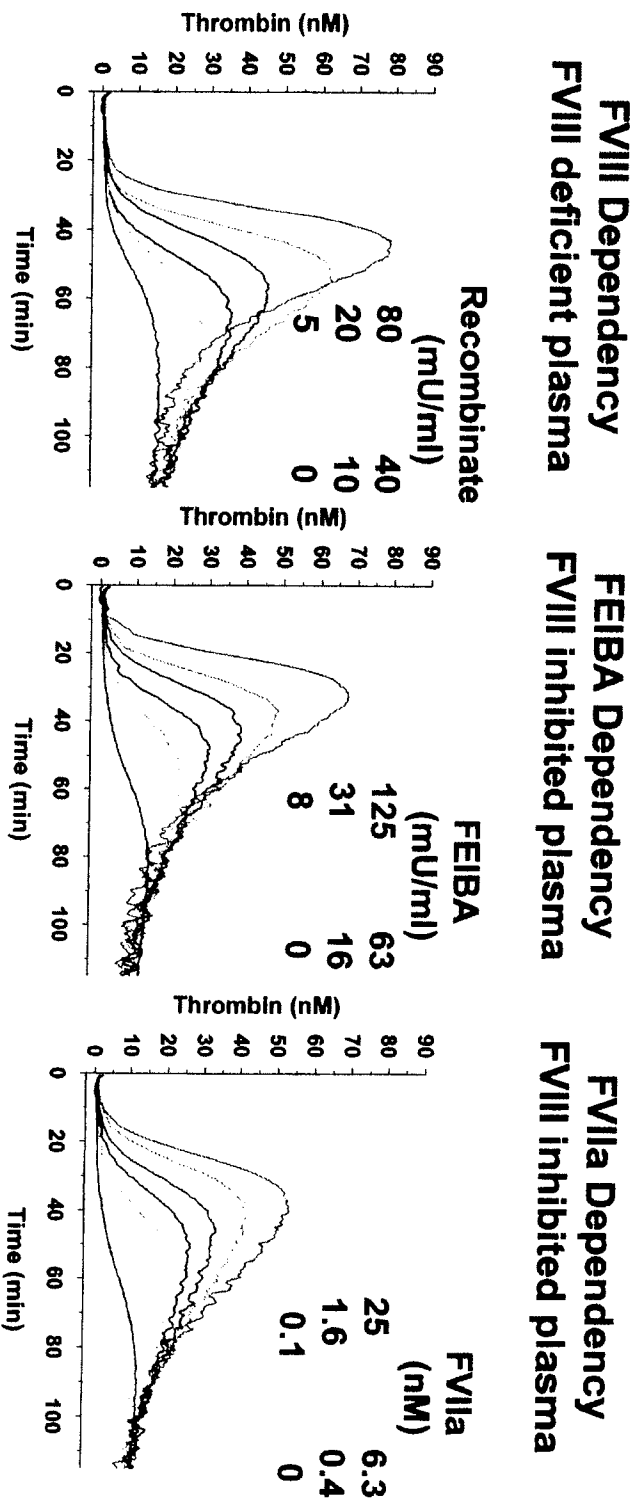 FVIII Dependency
FVIII deficient plasma
Recombinate
(mU/ml)
80 40
20 10
5 0
Thrombin (nM)
90
80
70
60
50
40
30
20
10
0
0 20 40 60 80 100
Time (min)
FEIBA Dependency
FVIII inhibited plasma
FEIBA
(mU/ml)
125 63
31 16
8 0
Thrombin (nM)
90
80
70
60
50
40
30
20
10
0
0 20 40 60 80 100
Time (min)
FVIIa Dependency
FVIII inhibited plasma
FVIIa
(nM)
25 6.3
1.6 0.4
0.1 0
Thrombin (nM)
90
80
70
60
50
40
30
20
10
0
0 20 40 60 80 100
Time (min)